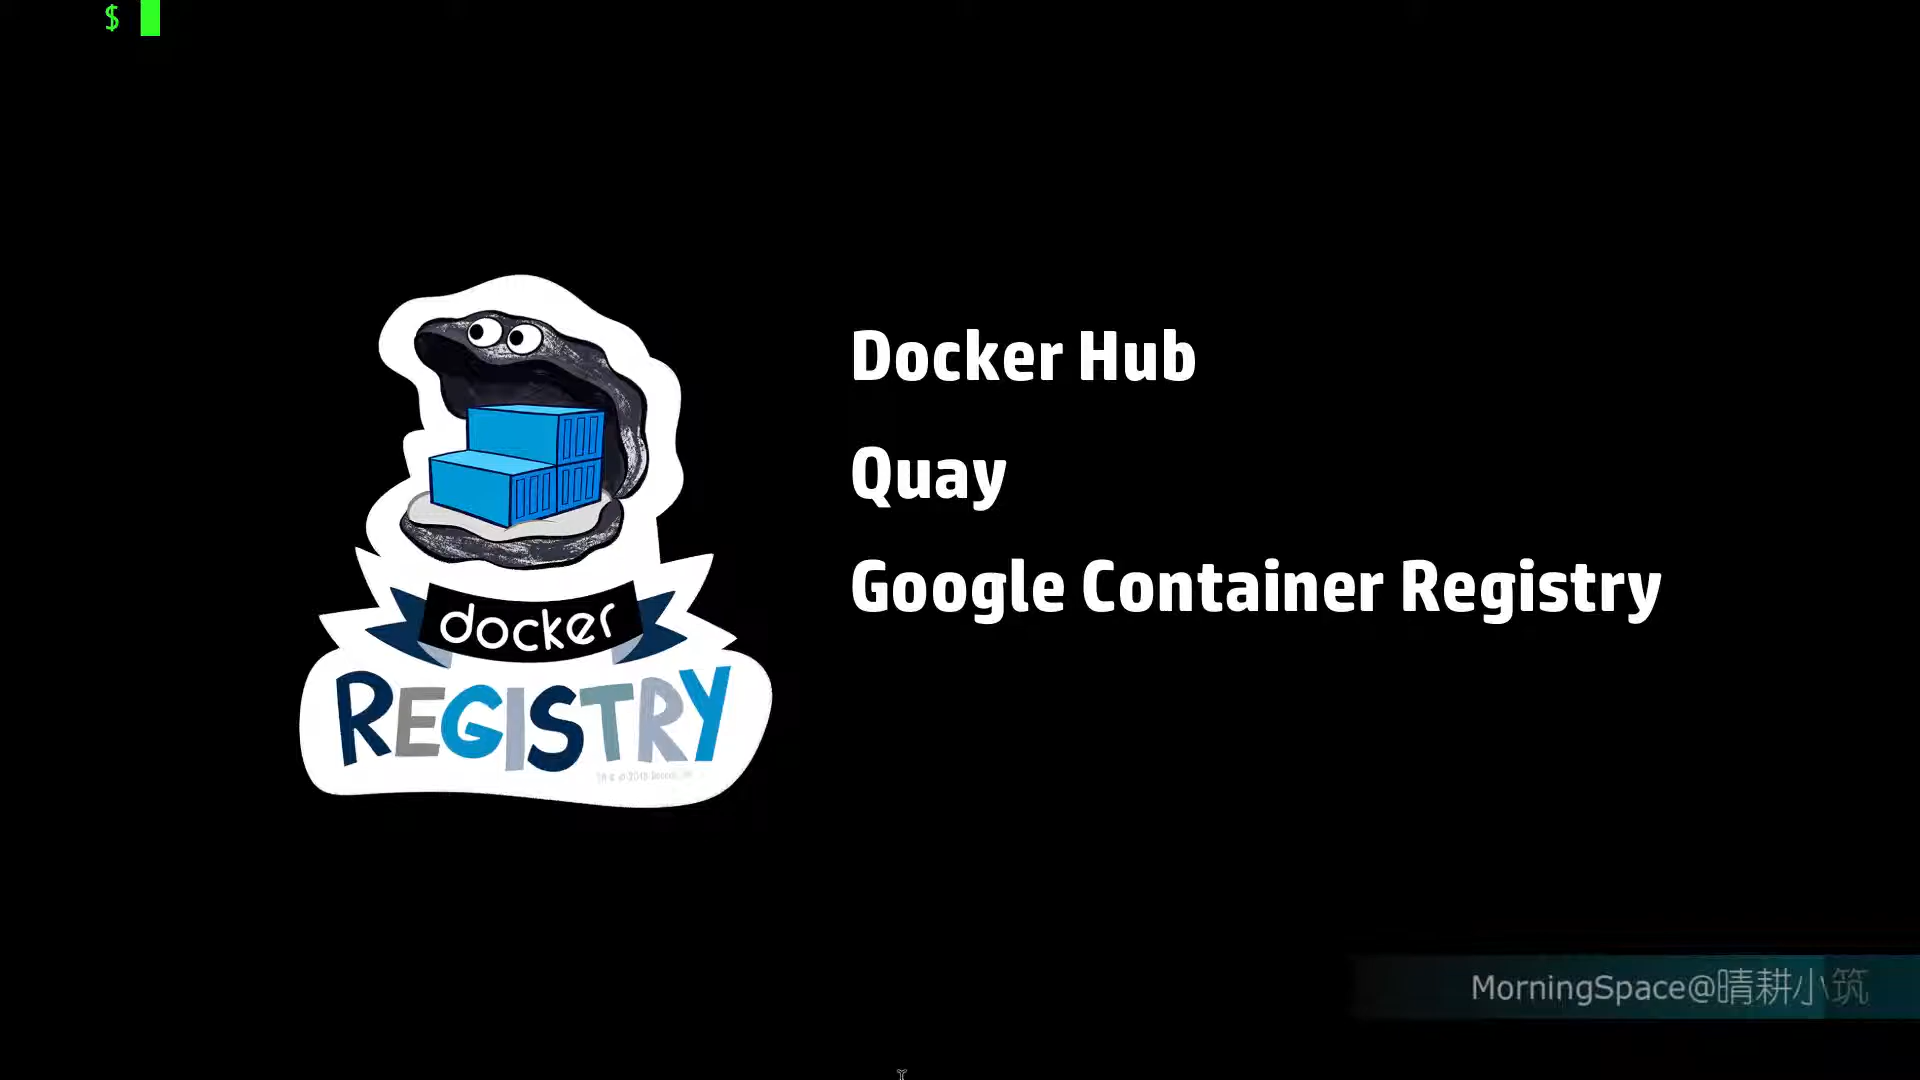 $
Docker Hub
Quay
Google Container Registry
docker
REGISTRY
MorningSpace@晴耕小筑